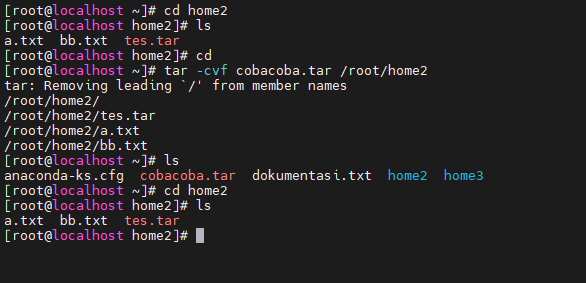 [root@localhost ~]# cd home2
[root@localhost home2]# ls
a.txt  bb.txt  tes.tar
[root@localhost home2]# cd
[root@localhost ~]# tar -cvf cobacoba.tar /root/home2
tar: Removing leading `/' from member names
/root/home2/
/root/home2/tes.tar
/root/home2/a.txt
/root/home2/bb.txt
[root@localhost ~]# ls
anaconda-ks.cfg  cobacoba.tar  dokumentasi.txt  home2  home3
[root@localhost ~]# cd home2
[root@localhost home2]# ls
a.txt  bb.txt  tes.tar
[root@localhost home2]#